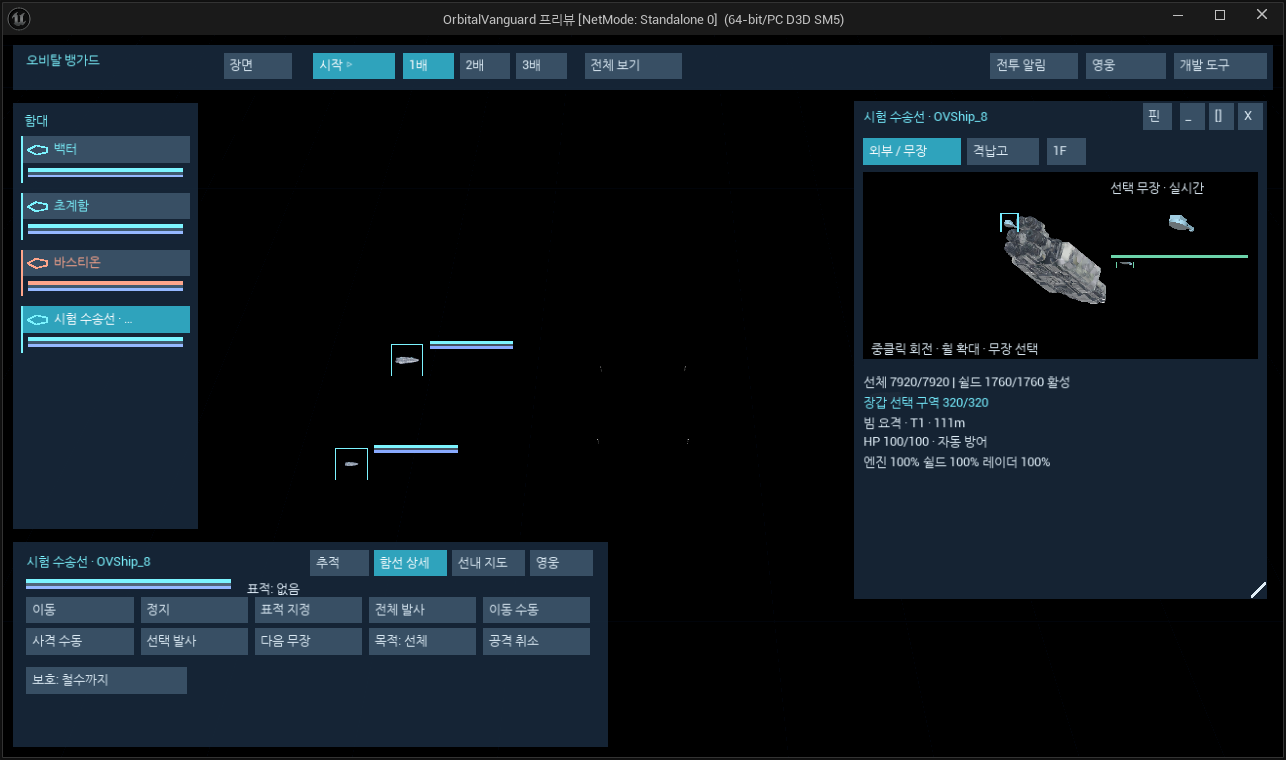 OrbitalVanguard 프리뷰 [NetMode: Standalone 0] (64-bit/PC D3D SM5)
오비탈 뱅가드
장면
시작 ▷
1배
2배
3배
전체 보기
전투 알림
영웅
개발 도구
함대
백터
초계함
바스티온
시험 수송선 · ...
시험 수송선 · OVShip_8
핀
_
[]
X
외부 / 무장
격납고
1F
선택 무장 · 실시간
중클릭 회전 · 휠 확대 · 무장 선택
선체 7920/7920 | 쉴드 1760/1760 활성
장갑 선택 구역 320/320
빔 요격 · T1 · 111m
HP 100/100 · 자동 방어
엔진 100% 쉴드 100% 레이더 100%
시험 수송선 · OVShip_8
추적
함선 상세
선내 지도
영웅
표적: 없음
이동
정지
표적 지정
전체 발사
이동 수동
사격 수동
선택 발사
다음 무장
목적: 선체
공격 취소
보호: 철수까지